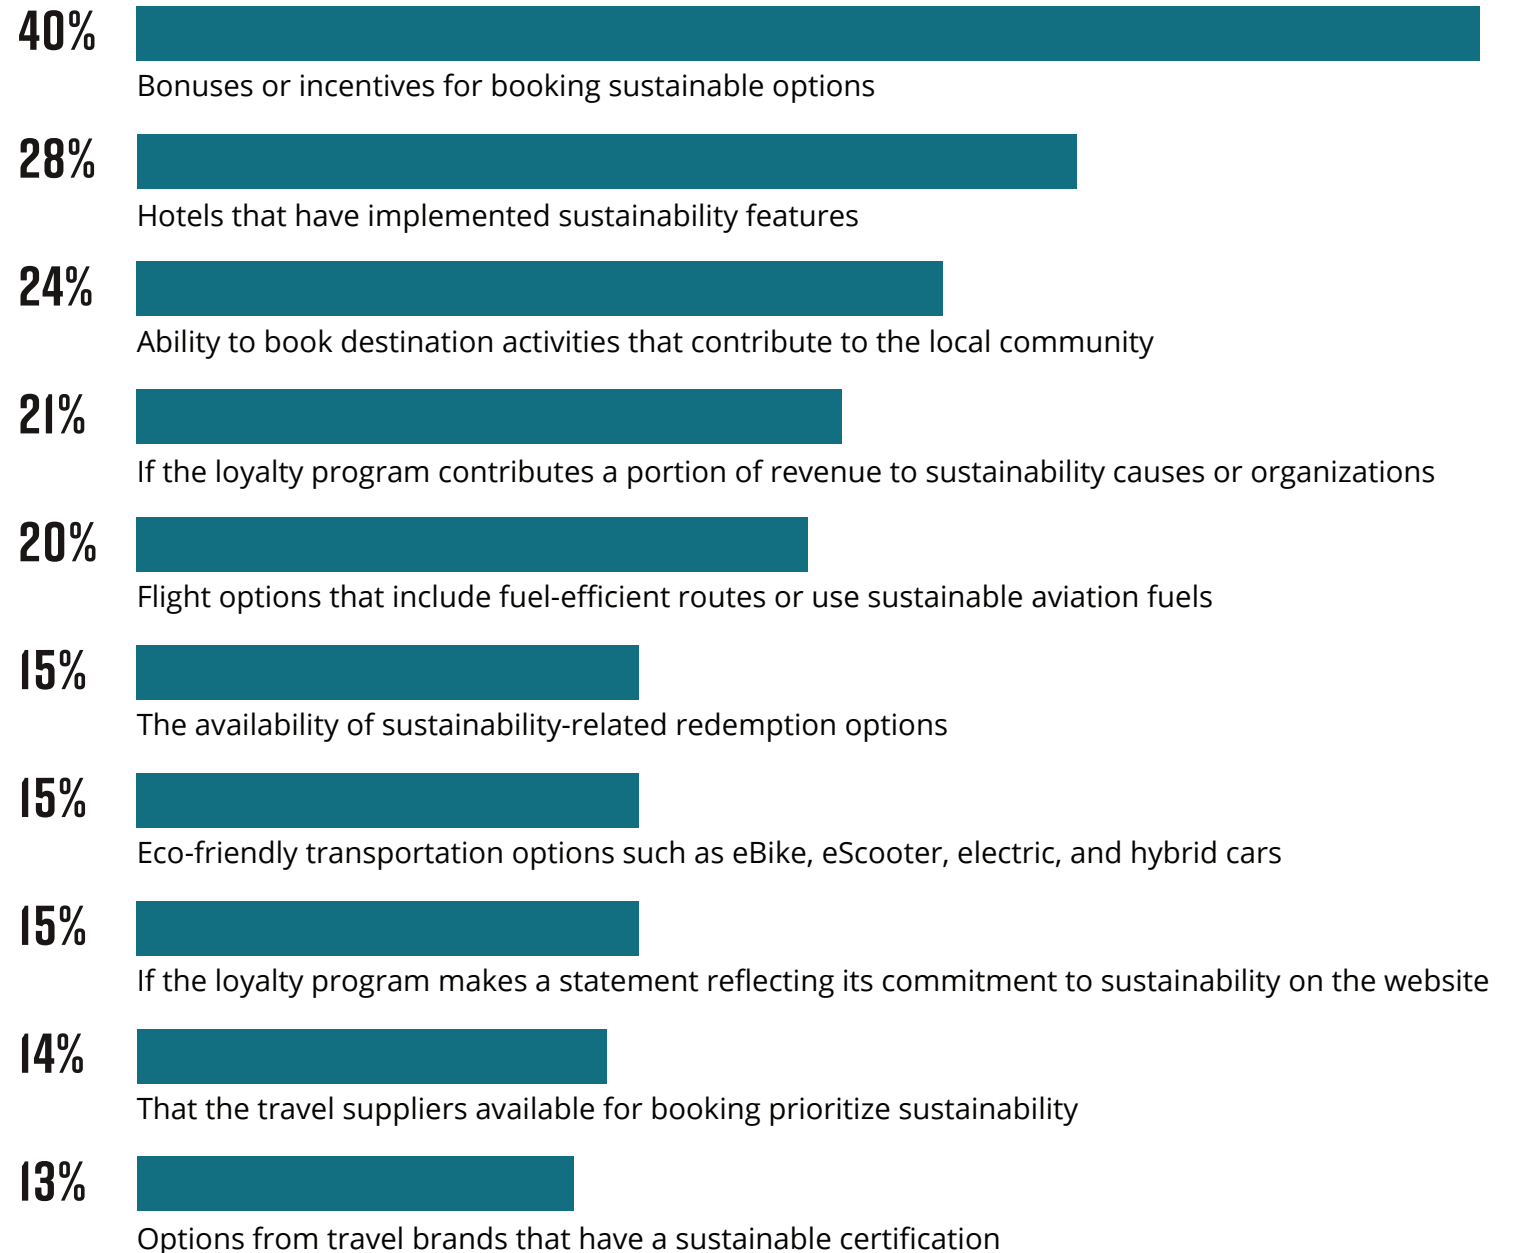 40%
Bonuses or incentives for booking sustainable options
28%
Hotels that have implemented sustainability features
24%
Ability to book destination activities that contribute to the local community
21%
If the loyalty program contributes a portion of revenue to sustainability causes or organizations
20%
Flight options that include fuel-efficient routes or use sustainable aviation fuels
15%
The availability of sustainability-related redemption options
15%
Eco-friendly transportation options such as eBike, eScooter, electric, and hybrid cars
15%
If the loyalty program makes a statement reflecting its commitment to sustainability on the website
14%
That the travel suppliers available for booking prioritize sustainability
13%
Options from travel brands that have a sustainable certification